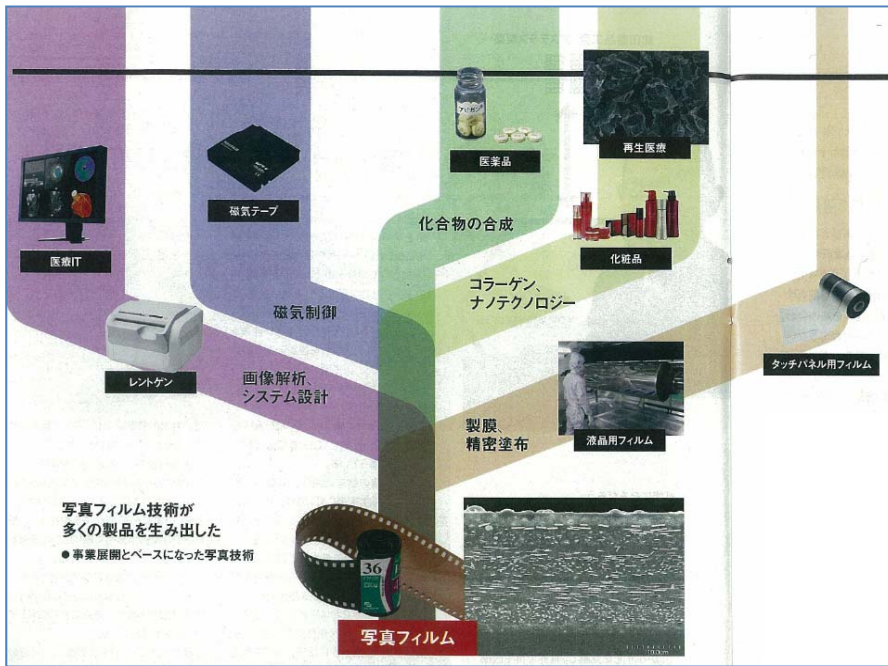 医薬品
再生医療
磁気テープ
化合物の合成
化粧品
医療IT
コラーゲン、
ナノテクノロジー
磁気制御
レントゲン
画像解析、
システム設計
タッチパネル用フィルム
製膜、
精密塗布
液晶用フィルム
写真フィルム技術が
多くの製品を生み出した
●事業展開とベースになった写真技術
36
写真フィルム
10.0um